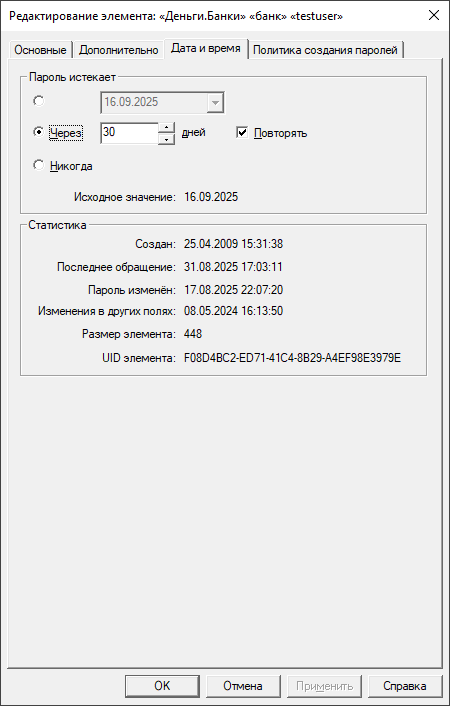 Редактирование элемента: «Деньги.Банки» «банк» «testuser»
Основные Дополнительно Дата и время Политика создания паролей
Пароль истекает
16.09.2025
Через 30 дней Повторять
Никогда
Исходное значение: 16.09.2025
Статистика
Создан: 25.04.2009 15:31:38
Последнее обращение: 31.08.2025 17:03:11
Пароль изменён: 17.08.2025 22:07:20
Изменения в других полях: 08.05.2024 16:13:50
Размер элемента: 448
UID элемента: F08D4BC2-ED71-41C4-8B29-A4EF98E3979E
OK Отмена Применить Справка